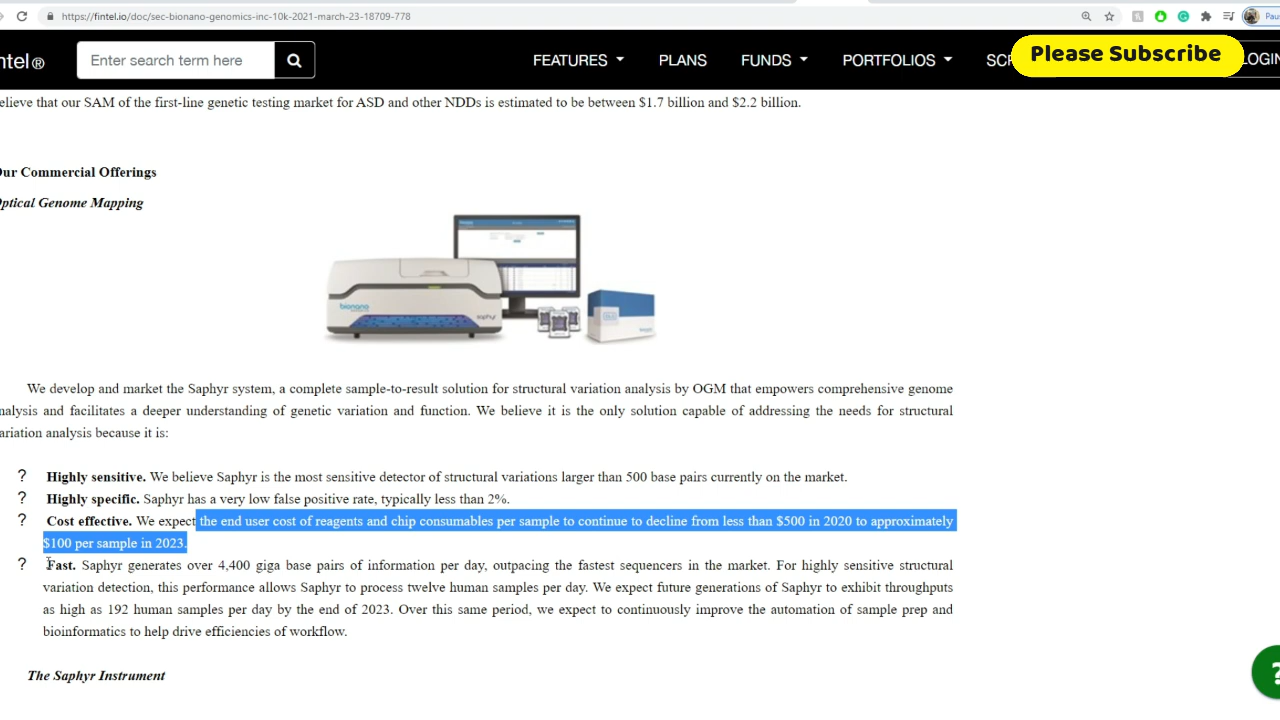 https://fintel.io/doc/sec-bionano-genomics-inc-10k-2021-march-23-18709-778
Pau
ntel®
Enter search term here
FEATURES
PLANS
FUNDS
PORTFOLIOS
SC
Please Subscribe
LOGIN
elieve that our SAM of the first-line genetic testing market for ASD and other NDDs is estimated to be between $1.7 billion and $2.2 billion.
Our Commercial Offerings
Optical Genome Mapping
bionano
saphyr
We develop and market the Saphyr system, a complete sample-to-result solution for structural variation analysis by OGM that empowers comprehensive genome
nalysis and facilitates a deeper understanding of genetic variation and function. We believe it is the only solution capable of addressing the needs for structural
ariation analysis because it is:
? Highly sensitive. We believe Saphyr is the most sensitive detector of structural variations larger than 500 base pairs currently on the market.
? Highly specific. Saphyr has a very low false positive rate, typically less than 2%.
? Cost effective. We expect the end user cost of reagents and chip consumables per sample to continue to decline from less than $500 in 2020 to approximately
$100 per sample in 2023.
? Fast. Saphyr generates over 4,400 giga base pairs of information per day, outpacing the fastest sequencers in the market. For highly sensitive structural
variation detection, this performance allows Saphyr to process twelve human samples per day. We expect future generations of Saphyr to exhibit throughputs
as high as 192 human samples per day by the end of 2023. Over this same period, we expect to continuously improve the automation of sample prep and
bioinformatics to help drive efficiencies of workflow.
The Saphyr Instrument
?